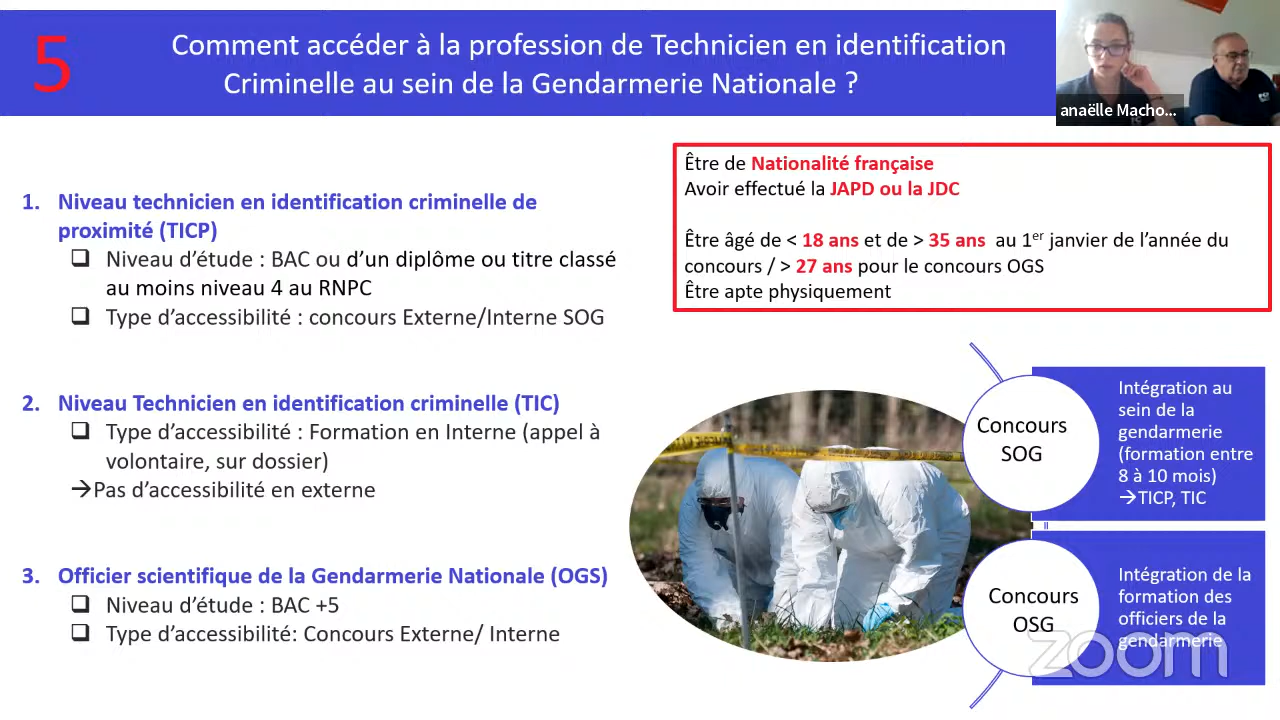 5
Comment accéder à la profession de Technicien en identification
Criminelle au sein de la Gendarmerie Nationale ?
anaëlle Macho...
1. Niveau technicien en identification criminelle de
proximité (TICP)
❑ Niveau d'étude : BAC ou d'un diplôme ou titre classé
au moins niveau 4 au RNPC
❑ Type d'accessibilité : concours Externe/Interne SOG
2. Niveau Technicien en identification criminelle (TIC)
❑ Type d'accessibilité : Formation en Interne (appel à
volontaire, sur dossier)
→Pas d'accessibilité en externe
3. Officier scientifique de la Gendarmerie Nationale (OGS)
❑ Niveau d'étude : BAC +5
❑ Type d'accessibilité: Concours Externe/ Interne
Être de Nationalité française
Avoir effectué la JAPD ou la JDC
Être âgé de < 18 ans et de > 35 ans au 1er janvier de l'année du
concours / > 27 ans pour le concours OGS
Être apte physiquement
Concours
SOG
Intégration au
sein de la
gendarmerie
(formation entre
8 à 10 mois)
→TICP, TIC
Concours
OSG
Intégration de la
formation des
officiers de la
gendarmerie
zoom